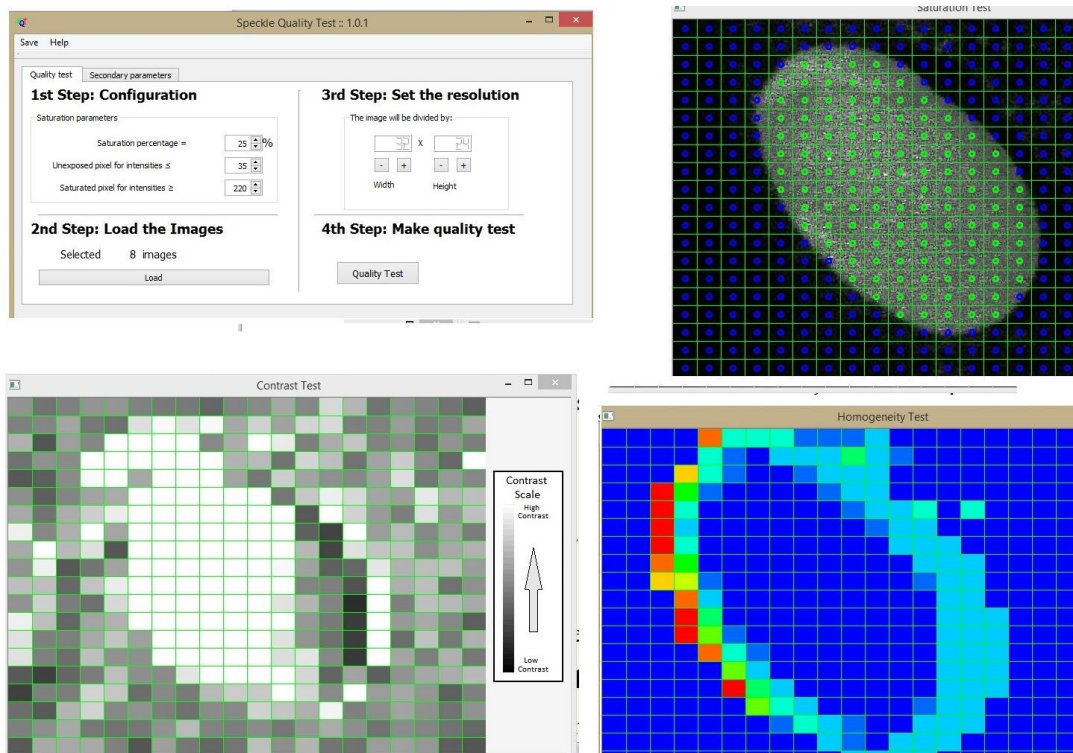 Speckle Quality Test :: 1.0.1
Save Help
Quality test Secondary parameters
1st Step: Configuration
Saturation parameters
Saturation percentage = 25 %
Unexposed pixel for intensities ≤ 35
Saturated pixel for intensities ≥ 220
2nd Step: Load the Images
Selected 8 images
Load
3rd Step: Set the resolution
The image will be divided by:
32 x 24
- + - +
Width Height
4th Step: Make quality test
Quality Test
Saturation Test
Contrast Test
Contrast
Scale
High
Contrast
Low
Contrast
Homogeneity Test